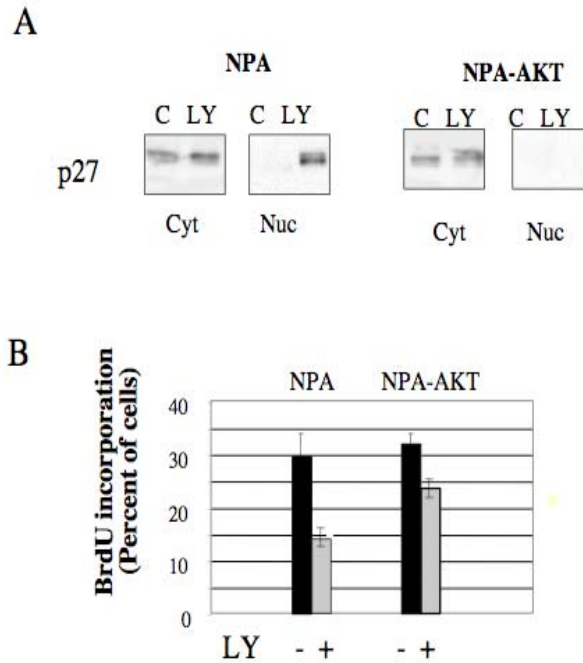 A
NPA NPA-AKT
C LY C LY C LY C LY
p27
Cyt Nuc Cyt Nuc
B
NPA NPA-AKT
BrdU incorporation
(Percent of cells)
40
30
20
10
0
LY - + - +